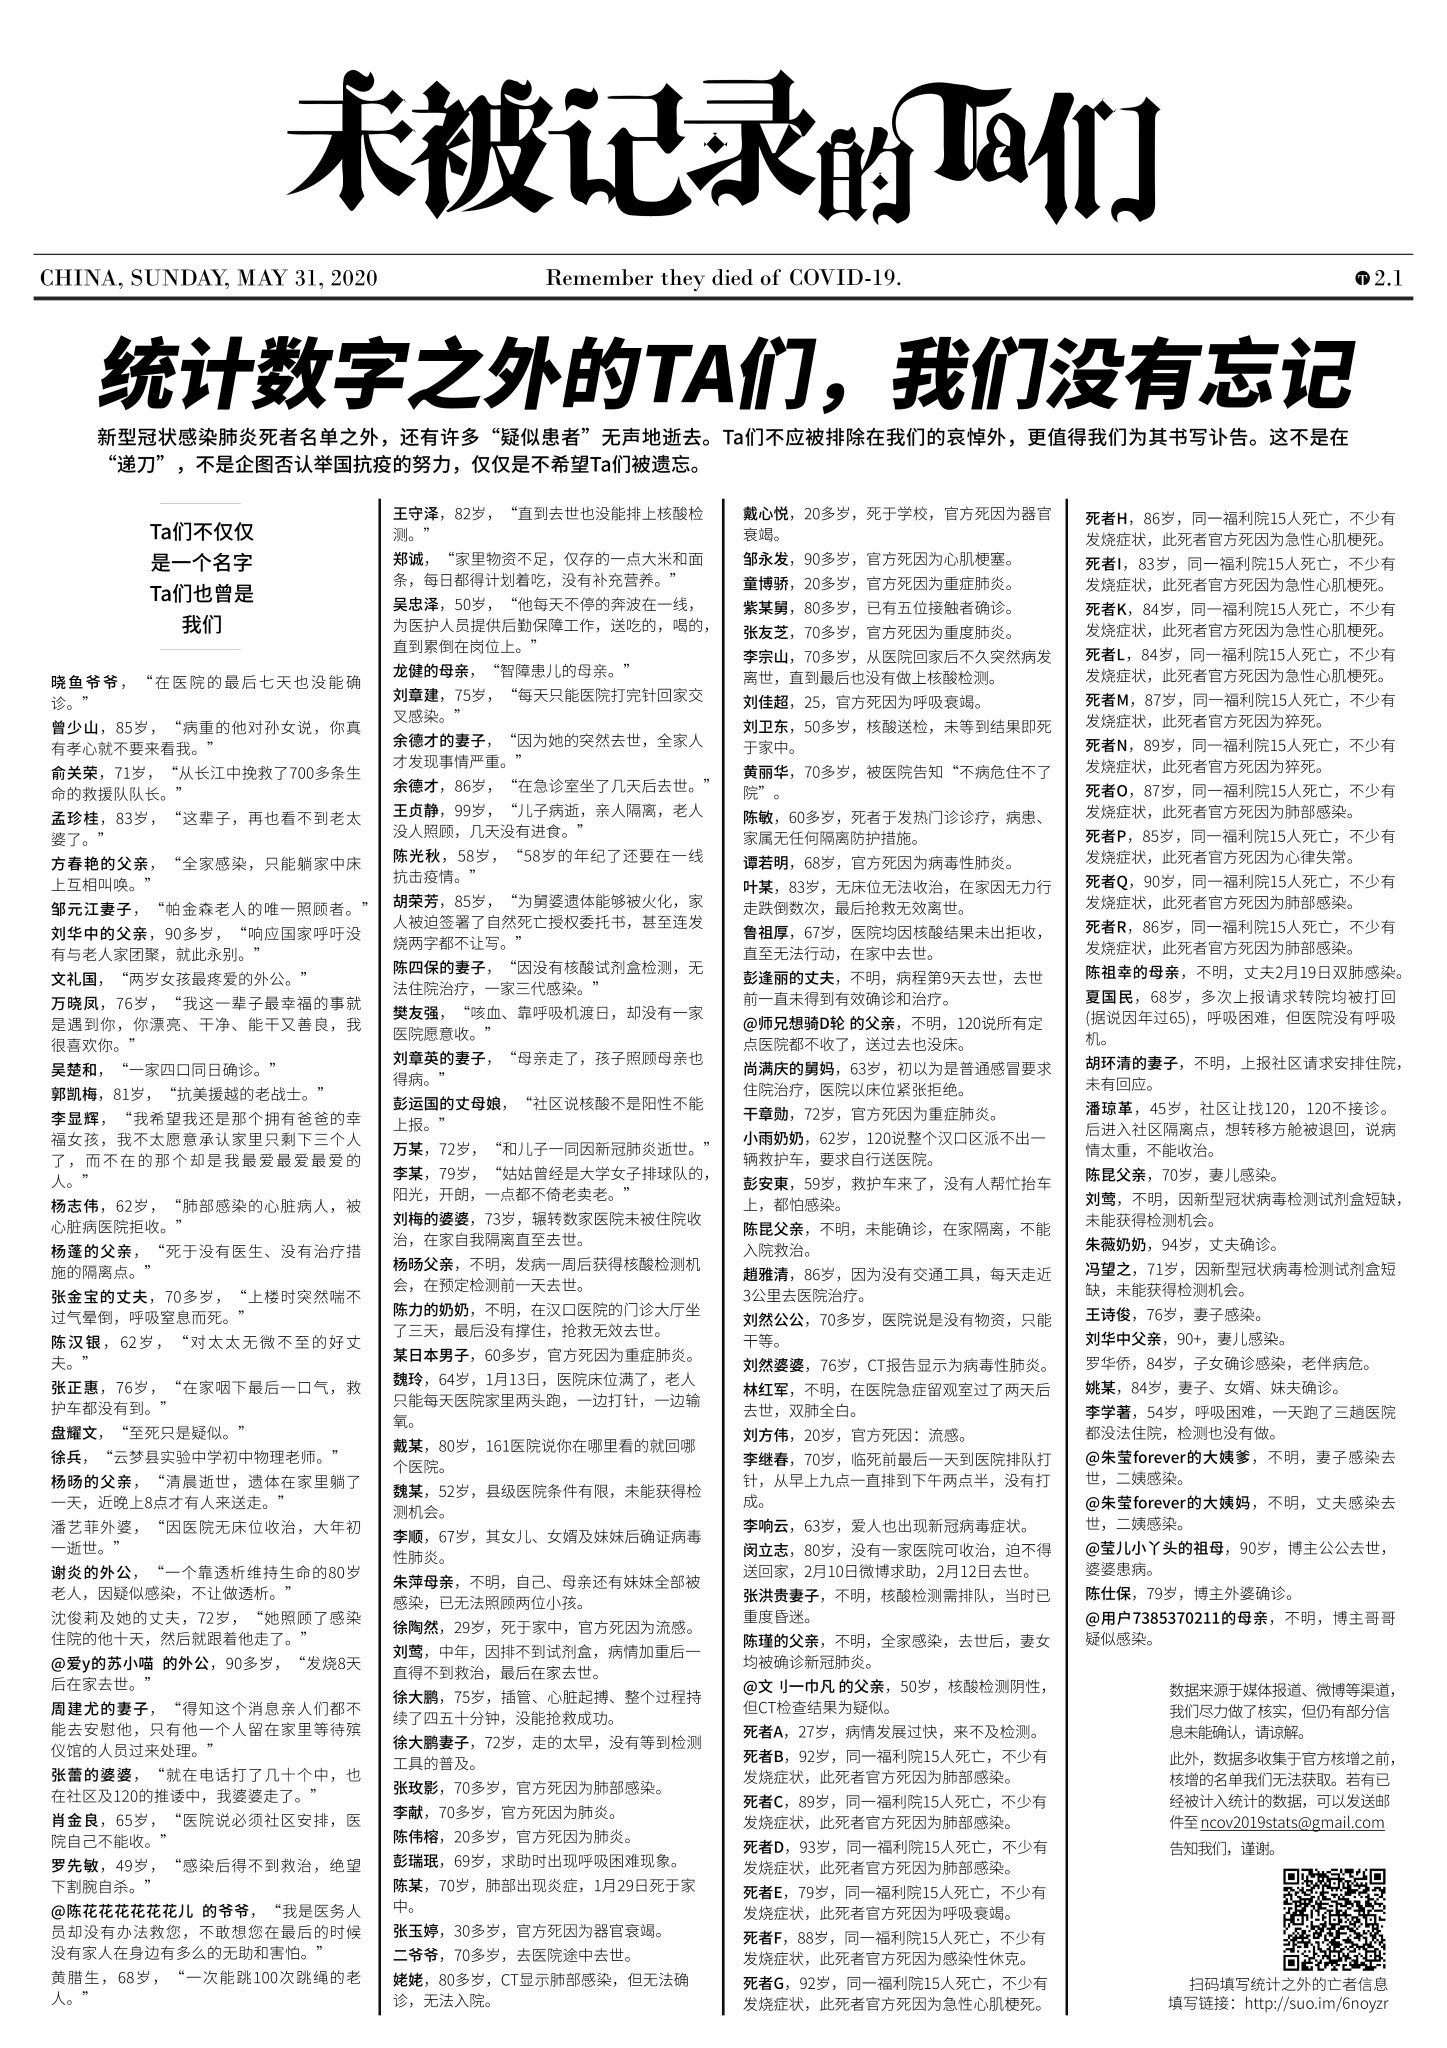 未被记录的Ta们
CHINA, SUNDAY, MAY 31, 2020
Remember they died of COVID-19.
2.1
统计数字之外的TA们，我们没有忘记
新型冠状感染肺炎死者名单之外，还有许多“疑似患者”无声地逝去。Ta们不应被排除在我们的哀悼外，更值得我们为其书写讣告。这不是在
“递刀”，不是企图否认举国抗疫的努力，仅仅是不希望Ta们被遗忘。
Ta们不仅仅
是一个名字
Ta们也曾是
我们
晓鱼爷爷，“在医院的最后七天也没能确
诊。”
曾少山，85岁，“病重的他对孙女说，你真
有孝心就不要来看我。”
俞关荣，71岁，“从长江中挽救了700多条生
命的救援队队长。”
孟珍桂，83岁，“这辈子，再也看不到老太
婆了。”
方春艳的父亲，“全家感染，只能躺家中床
上互相叫唤。”
邹元江妻子，“帕金森老人的唯一照顾者。”
刘华中的父亲，90多岁，“响应国家呼吁没
有与老人家团聚，就此永别。”
文礼国，“两岁女孩最疼爱的外公。”
万晓凤，76岁，“我这一辈子最幸福的事就
是遇到你，你漂亮、干净、能干又善良，我
很喜欢你。”
吴楚和，“一家四口同日确诊。”
郭凯梅，81岁，“抗美援越的老战士。”
李显辉，“我希望我还是那个拥有爸爸的幸
福女孩，我不太愿意承认家里只剩下三个人
了，而不在的那个却是我最爱最爱最爱的
人。”
杨志伟，62岁，“肺部感染的心脏病人，被
心脏病医院拒收。”
杨蓬的父亲，“死于没有医生、没有治疗措
施的隔离点。”
张金宝的丈夫，70多岁，“上楼时突然喘不
过气晕倒，呼吸窒息而死。”
陈汉银，62岁，“对太太无微不至的好丈
夫。”
张正惠，76岁，“在家咽下最后一口气，救
护车都没有到。”
盘耀文，“至死只是疑似。”
徐兵，“云梦县实验中学初中物理老师。”
杨旸的父亲，“清晨逝世，遗体在家里躺了
一天，近晚上8点才有人来送走。”
潘艺菲外婆，“因医院无床位收治，大年初
一逝世。”
谢炎的外公，“一个靠透析维持生命的80岁
老人，因疑似感染，不让做透析。”
沈俊莉及她的丈夫，72岁，“她照顾了感染
住院的他十天，然后就跟着他走了。”
@爱y的苏小喵 的外公，90多岁，“发烧8天
后在家去世。”
周建尤的妻子，“得知这个消息亲人们都不
能去安慰他，只有他一个人留在家里等待殡
仪馆的人员过来处理。”
张蕾的婆婆，“就在电话打了几十个中，也
在社区及120的推诿中，我婆婆走了。”
肖金良，65岁，“医院说必须社区安排，医
院自己不能收。”
罗先敏，49岁，“感染后得不到救治，绝望
下割腕自杀。”
@陈花花花花花花儿 的爷爷，“我是医务人
员却没有办法救您，不敢想您在最后的时候
没有家人在身边有多么的无助和害怕。”
黄腊生，68岁，“一次能跳100次跳绳的老
人。”
王守泽，82岁，“直到去世也没能排上核酸检
测。”
郑诚，“家里物资不足，仅存的一点大米和面
条，每日都得计划着吃，没有补充营养。”
吴忠泽，50岁，“他每天不停的奔波在一线，
为医护人员提供后勤保障工作，送吃的，喝的，
直到累倒在岗位上。”
龙健的母亲，“智障患儿的母亲。”
刘章建，75岁，“每天只能医院打完针回家交
叉感染。”
余德才的妻子，“因为她的突然去世，全家人
才发现事情严重。”
余德才，86岁，“在急诊室坐了几天后去世。”
王贞静，99岁，“儿子病逝，亲人隔离，老人
没人照顾，几天没有进食。”
陈光秋，58岁，“58岁的年纪了还要在一线
抗击疫情。”
胡荣芳，85岁，“为舅婆遗体能够被火化，家
人被迫签署了自然死亡授权委托书，甚至连发
烧两字都不让写。”
陈四保的妻子，“因没有核酸试剂盒检测，无
法住院治疗，一家三代感染。”
樊友强，“咳血、靠呼吸机渡日，却没有一家
医院愿意收。”
刘章英的妻子，“母亲走了，孩子照顾母亲也
得病。”
彭运国的丈母娘，“社区说核酸不是阳性不能
上报。”
万某，72岁，“和儿子一同因新冠肺炎逝世。”
李某，79岁，“姑姑曾经是大学女子排球队的，
阳光，开朗，一点都不倚老卖老。”
刘梅的婆婆，73岁，辗转数家医院未被住院收
治，在家自我隔离直至去世。
杨旸父亲，不明，发病一周后获得核酸检测机
会，在预定检测前一天去世。
陈力的奶奶，不明，在汉口医院的门诊大厅坐
了三天，最后没有撑住，抢救无效去世。
某日本男子，60多岁，官方死因为重症肺炎。
魏玲，64岁，1月13日，医院床位满了，老人
只能每天医院家里两头跑，一边打针，一边输
氧。
戴某，80岁，161医院说你在哪里看的就回哪
个医院。
魏某，52岁，县级医院条件有限，未能获得检
测机会。
李顺，67岁，其女儿、女婿及妹妹后确证病毒
性肺炎。
朱萍母亲，不明，自己、母亲还有妹妹全部被
感染，已无法照顾两位小孩。
徐陶然，29岁，死于家中，官方死因为流感。
刘莺，中年，因排不到试剂盒，病情加重后一
直得不到救治，最后在家去世。
徐大鹏，75岁，插管、心脏起搏、整个过程持
续了四五十分钟，没能抢救成功。
徐大鹏妻子，72岁，走的太早，没有等到检测
工具的普及。
张玫影，70多岁，官方死因为肺部感染。
李献，70多岁，官方死因为肺炎。
陈伟榕，20多岁，官方死因为肺炎。
彭瑞珉，69岁，求助时出现呼吸困难现象。
陈某，70岁，肺部出现炎症，1月29日死于家
中。
张玉婷，30多岁，官方死因为器官衰竭。
二爷爷，70多岁，去医院途中去世。
姥姥，80多岁，CT显示肺部感染，但无法确
诊，无法入院。
戴心悦，20多岁，死于学校，官方死因为器官
衰竭。
邹永发，90多岁，官方死因为心肌梗塞。
童博骄，20多岁，官方死因为重症肺炎。
紫某舅，80多岁，已有五位接触者确诊。
张友芝，70多岁，官方死因为重度肺炎。
李宗山，70多岁，从医院回家后不久突然病发
离世，直到最后也没有做上核酸检测。
刘佳超，25，官方死因为呼吸衰竭。
刘卫东，50多岁，核酸送检，未等到结果即死
于家中。
黄丽华，70多岁，被医院告知“不病危住不了
院”。
陈敏，60多岁，死者于发热门诊诊疗，病患、
家属无任何隔离防护措施。
谭若明，68岁，官方死因为病毒性肺炎。
叶某，83岁，无床位无法收治，在家因无力行
走跌倒数次，最后抢救无效离世。
鲁祖厚，67岁，医院均因核酸结果未出拒收，
直至无法行动，在家中去世。
彭逢丽的丈夫，不明，病程第9天去世，去世
前一直未得到有效确诊和治疗。
@师兄想骑D轮 的父亲，不明，120说所有定
点医院都不收了，送过去也没床。
尚满庆的舅妈，63岁，初以为是普通感冒要求
住院治疗，医院以床位紧张拒绝。
干章勋，72岁，官方死因为重症肺炎。
小雨奶奶，62岁，120说整个汉口区派不出一
辆救护车，要求自行送医院。
彭安東，59岁，救护车来了，没有人帮忙抬车
上，都怕感染。
陈昆父亲，不明，未能确诊，在家隔离，不能
入院救治。
趙雅清，86岁，因为没有交通工具，每天走近
3公里去医院治疗。
刘然公公，70多岁，医院说是没有物资，只能
干等。
刘然婆婆，76岁，CT报告显示为病毒性肺炎。
林红军，不明，在医院急症留观室过了两天后
去世，双肺全白。
刘方伟，20岁，官方死因：流感。
李继春，70岁，临死前最后一天到医院排队打
针，从早上九点一直排到下午两点半，没有打
成。
李响云，63岁，爱人也出现新冠病毒症状。
闵立志，80岁，没有一家医院可收治，迫不得
送回家，2月10日微博求助，2月12日去世。
张洪贵妻子，不明，核酸检测需排队，当时已
重度昏迷。
陈瑾的父亲，不明，全家感染，去世后，妻女
均被确诊新冠肺炎。
@文刂一巾凡 的父亲，50岁，核酸检测阴性，
但CT检查结果为疑似。
死者A，27岁，病情发展过快，来不及检测。
死者B，92岁，同一福利院15人死亡，不少有
发烧症状，此死者官方死因为肺部感染。
死者C，89岁，同一福利院15人死亡，不少有
发烧症状，此死者官方死因为肺部感染。
死者D，93岁，同一福利院15人死亡，不少有
发烧症状，此死者官方死因为肺部感染。
死者E，79岁，同一福利院15人死亡，不少有
发烧症状，此死者官方死因为呼吸衰竭。
死者F，88岁，同一福利院15人死亡，不少有
发烧症状，此死者官方死因为感染性休克。
死者G，92岁，同一福利院15人死亡，不少有
发烧症状，此死者官方死因为急性心肌梗死。
死者H，86岁，同一福利院15人死亡，不少有
发烧症状，此死者官方死因为急性心肌梗死。
死者I，83岁，同一福利院15人死亡，不少有
发烧症状，此死者官方死因为急性心肌梗死。
死者K，84岁，同一福利院15人死亡，不少有
发烧症状，此死者官方死因为急性心肌梗死。
死者L，84岁，同一福利院15人死亡，不少有
发烧症状，此死者官方死因为急性心肌梗死。
死者M，87岁，同一福利院15人死亡，不少有
发烧症状，此死者官方死因为猝死。
死者N，89岁，同一福利院15人死亡，不少有
发烧症状，此死者官方死因为猝死。
死者O，87岁，同一福利院15人死亡，不少有
发烧症状，此死者官方死因为肺部感染。
死者P，85岁，同一福利院15人死亡，不少有
发烧症状，此死者官方死因为心律失常。
死者Q，90岁，同一福利院15人死亡，不少有
发烧症状，此死者官方死因为肺部感染。
死者R，86岁，同一福利院15人死亡，不少有
发烧症状，此死者官方死因为肺部感染。
陈祖幸的母亲，不明，丈夫2月19日双肺感染。
夏国民，68岁，多次上报请求转院均被打回
(据说因年过65)，呼吸困难，但医院没有呼吸
机。
胡环清的妻子，不明，上报社区请求安排住院，
未有回应。
潘琼革，45岁，社区让找120，120不接诊。
后进入社区隔离点，想转移方舱被退回，说病
情太重，不能收治。
陈昆父亲，70岁，妻儿感染。
刘莺，不明，因新型冠状病毒检测试剂盒短缺，
未能获得检测机会。
朱薇奶奶，94岁，丈夫确诊。
冯望之，71岁，因新型冠状病毒检测试剂盒短
缺，未能获得检测机会。
王诗俊，76岁，妻子感染。
刘华中父亲，90+，妻儿感染。
罗华侨，84岁，子女确诊感染，老伴病危。
姚某，84岁，妻子、女婿、妹夫确诊。
李学著，54岁，呼吸困难，一天跑了三趟医院
都没法住院，检测也没有做。
@朱莹forever的大姨爹，不明，妻子感染去
世，二姨感染。
@朱莹forever的大姨妈，不明，丈夫感染去
世，二姨感染。
@莹儿小丫头的祖母，90岁，博主公公去世，
婆婆患病。
陈仕保，79岁，博主外婆确诊。
@用户7385370211的母亲，不明，博主哥哥
疑似感染。
数据来源于媒体报道、微博等渠道，
我们尽力做了核实，但仍有部分信
息未能确认，请谅解。
此外，数据多收集于官方核增之前，
核增的名单我们无法获取。若有已
经被计入统计的数据，可以发送邮
件至 ncov2019stats@gmail.com
告知我们，谨谢。
扫码填写统计之外的亡者信息
填写链接：http://suo.im/6noyzr